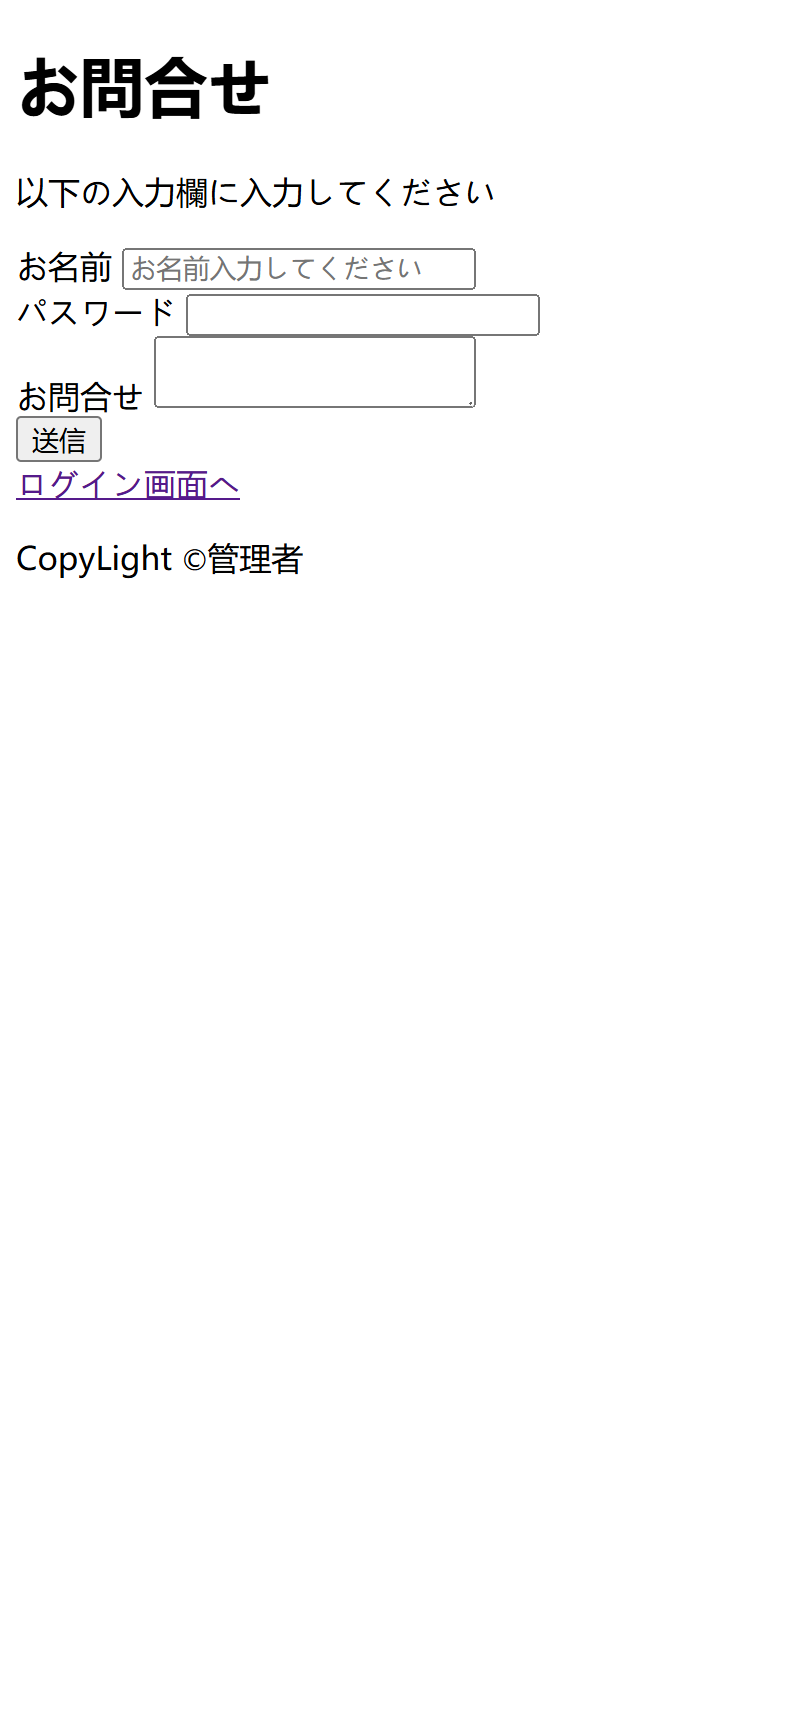 お問合せ
以下の入力欄に入力してください
お名前 お名前入力してください
パスワード
お問合せ
送信
ログイン画面へ
CopyLight ©管理者